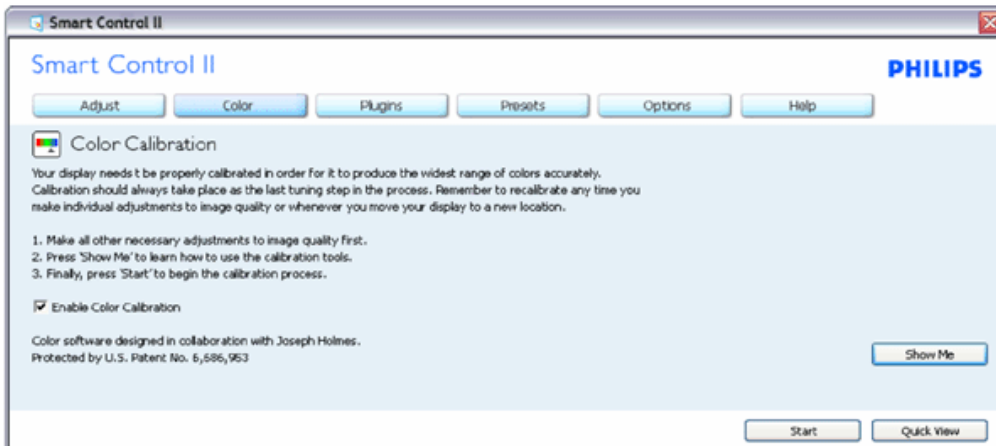 Smart Control II
Smart Control II
PHILIPS
Adjust Color Plugins Presets Options Help
Color Calibration
Your display needs t be properly calibrated in order for it to produce the widest range of colors accurately.
Calibration should always take place as the last tuning step in the process. Remember to recalibrate any time you
make individual adjustments to image quality or whenever you move your display to a new location.
1. Make all other necessary adjustments to image quality first.
2. Press 'Show Me' to learn how to use the calibration tools.
3. Finally, press 'Start' to begin the calibration process.
Enable Color Calibration
Color software designed in collaboration with Joseph Holmes.
Protected by U.S. Patent No. 6,686,953
Show Me
Start Quick View